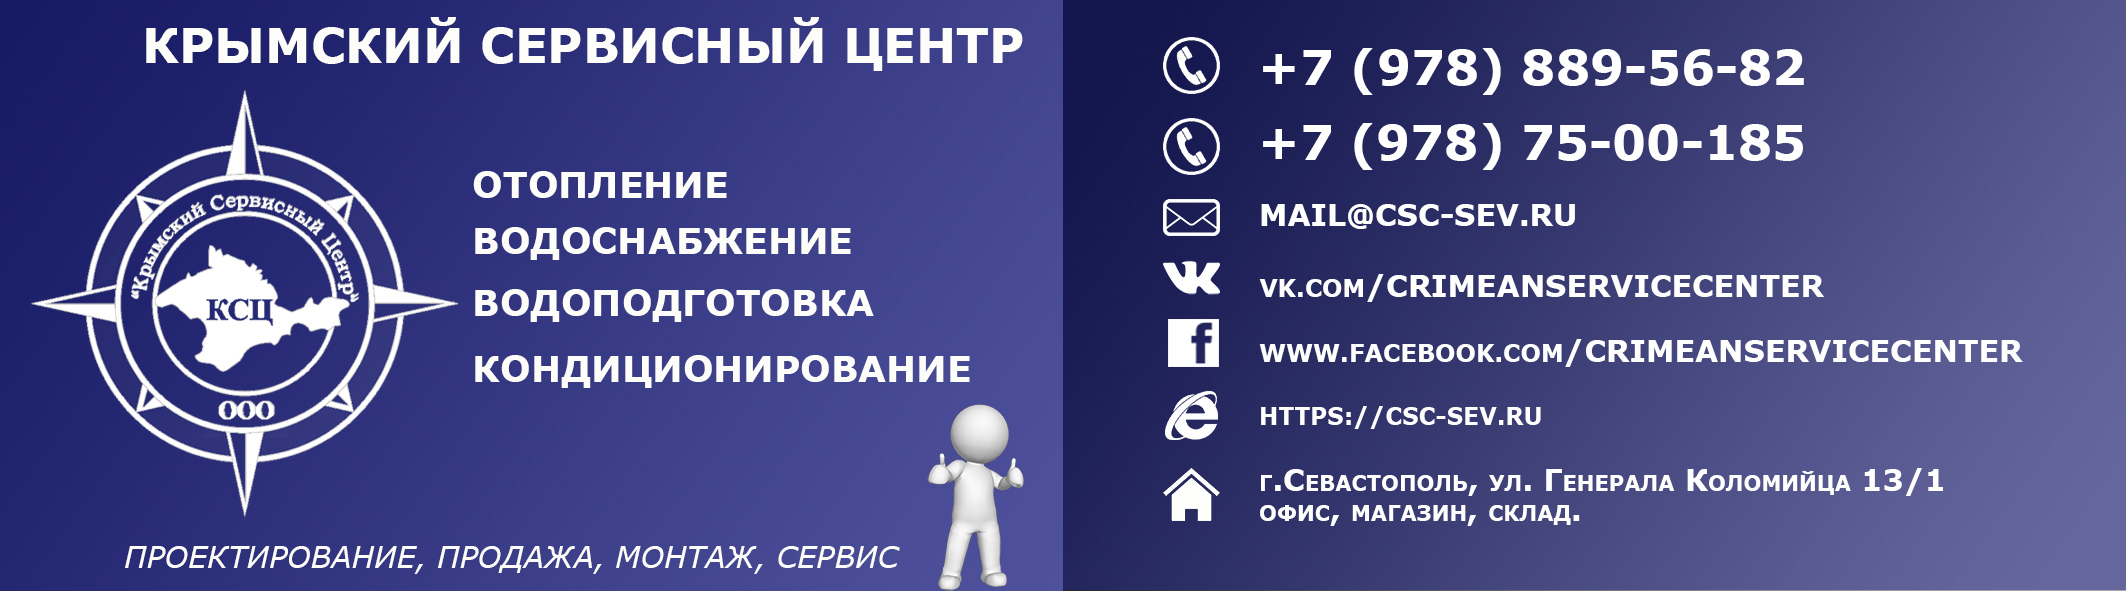 КРЫМСКИЙ СЕРВИСНЫЙ ЦЕНТР
"Крымский Сервисный Центр"
КСЦ
ООО
ОТОПЛЕНИЕ
ВОДОСНАБЖЕНИЕ
ВОДОПОДГОТОВКА
КОНДИЦИОНИРОВАНИЕ
ПРОЕКТИРОВАНИЕ, ПРОДАЖА, МОНТАЖ, СЕРВИС
+7 (978) 889-56-82
+7 (978) 75-00-185
MAIL@CSC-SEV.RU
VK.COM/CRIMEANSERVICECENTER
WWW.FACEBOOK.COM/CRIMEANSERVICECENTER
HTTPS://CSC-SEV.RU
г.Севастополь, ул. Генерала Коломийца 13/1
офис, магазин, склад.